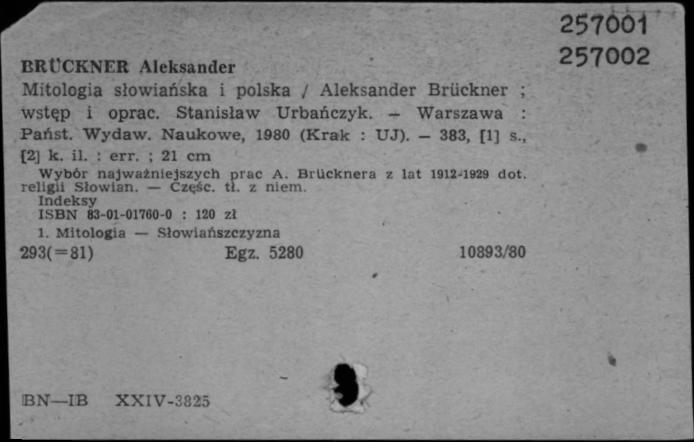 257001
257002
BRÜCKNER Aleksander
Mitologia słowiańska i polska / Aleksander Brückner ;
wstęp i oprac. Stanisław Urbańczyk. — Warszawa :
Państ. Wydaw. Naukowe, 1980 (Krak : UJ). — 383, [1] s.,
[2] k. il. : err. ; 21 cm
Wybór najważniejszych prac A. Brücknera z lat 1912-1929 dot.
religii Słowian. — Częśc. tł. z niem.
Indeksy
ISBN 83-01-01760-0 : 120 zł
1. Mitologia — Słowiańszczyzna
293(=81) Egz. 5280 10893/80
BN—IB XXIV-3825